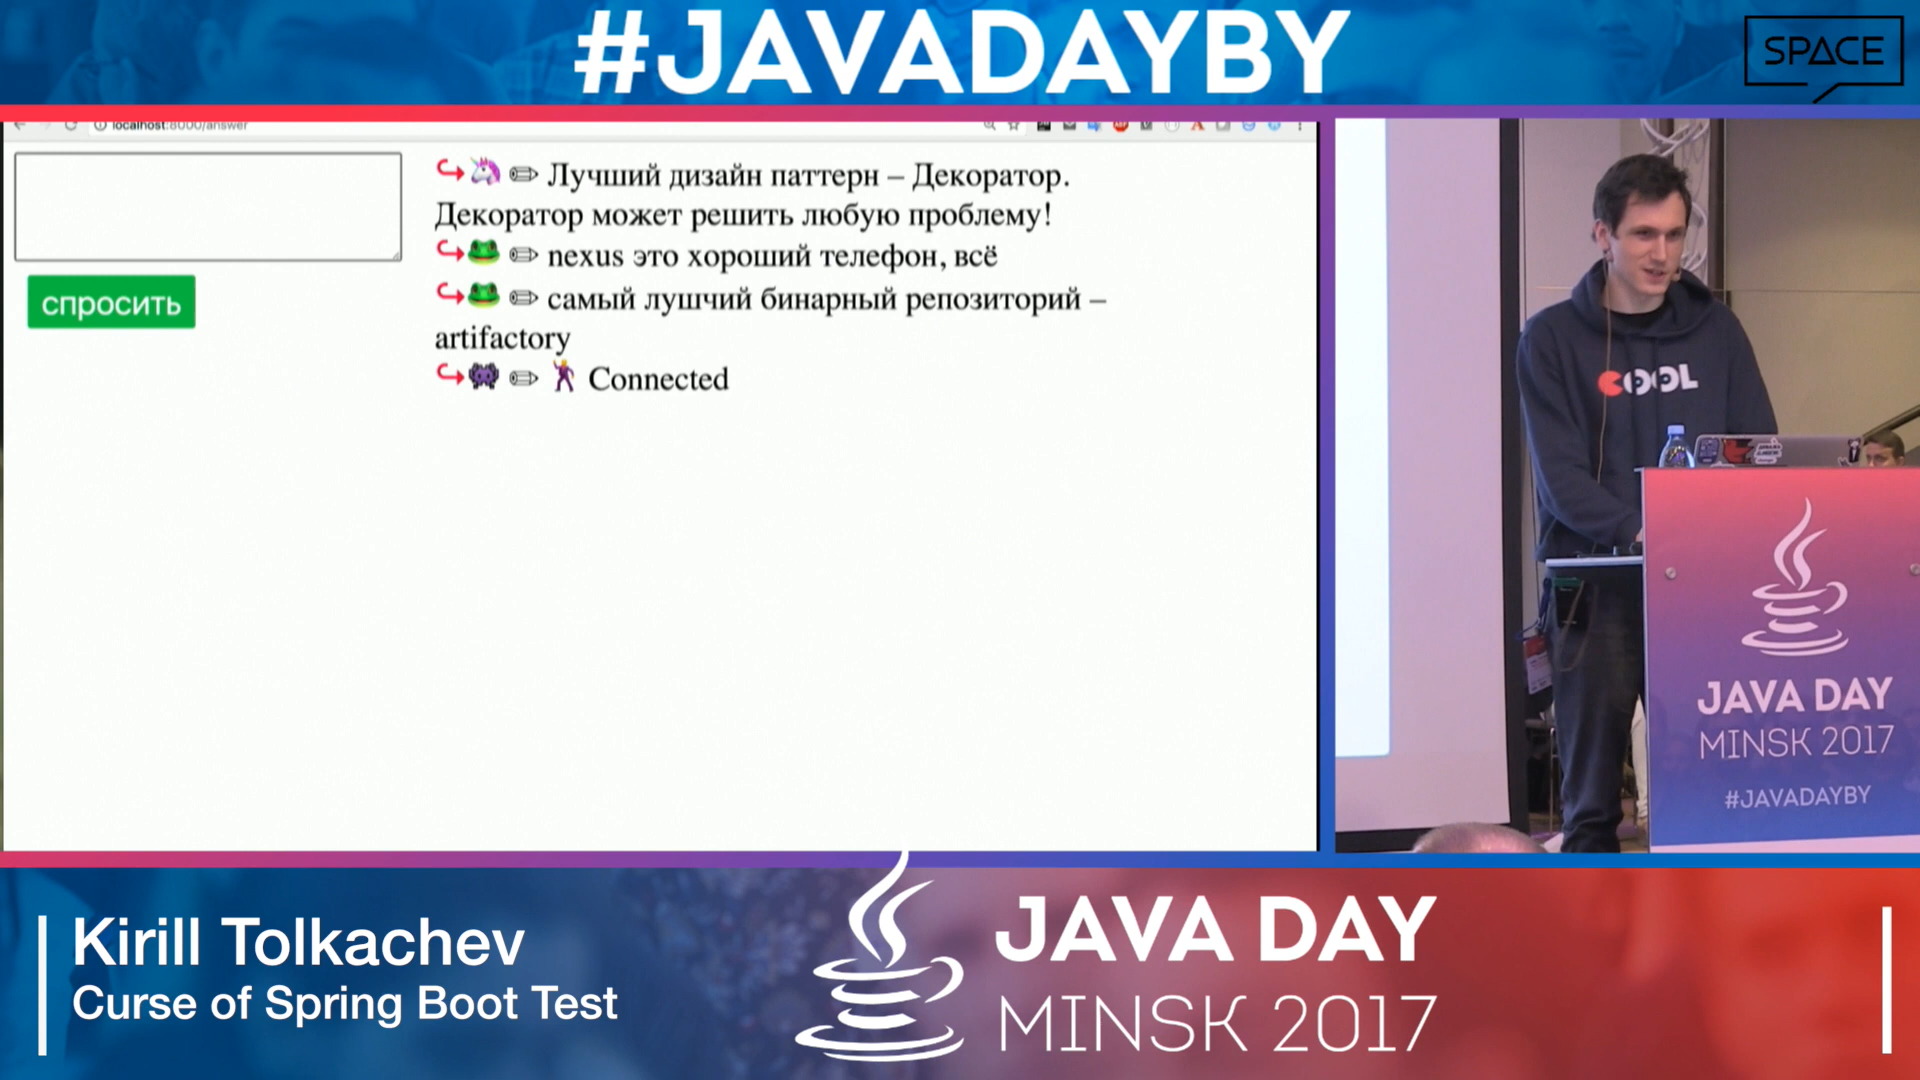 #JAVADAYBY
SPACE
localhost:8000/answer
Лучший дизайн паттерн – Декоратор.
Декоратор может решить любую проблему!
nexus это хороший телефон, всё
самый лушчий бинарный репозиторий –
artifactory
Connected
спросить
COOL
JAVA DAY
MINSK 2017
#JAVADAYBY
Kirill Tolkachev
Curse of Spring Boot Test
JAVA DAY
MINSK 2017